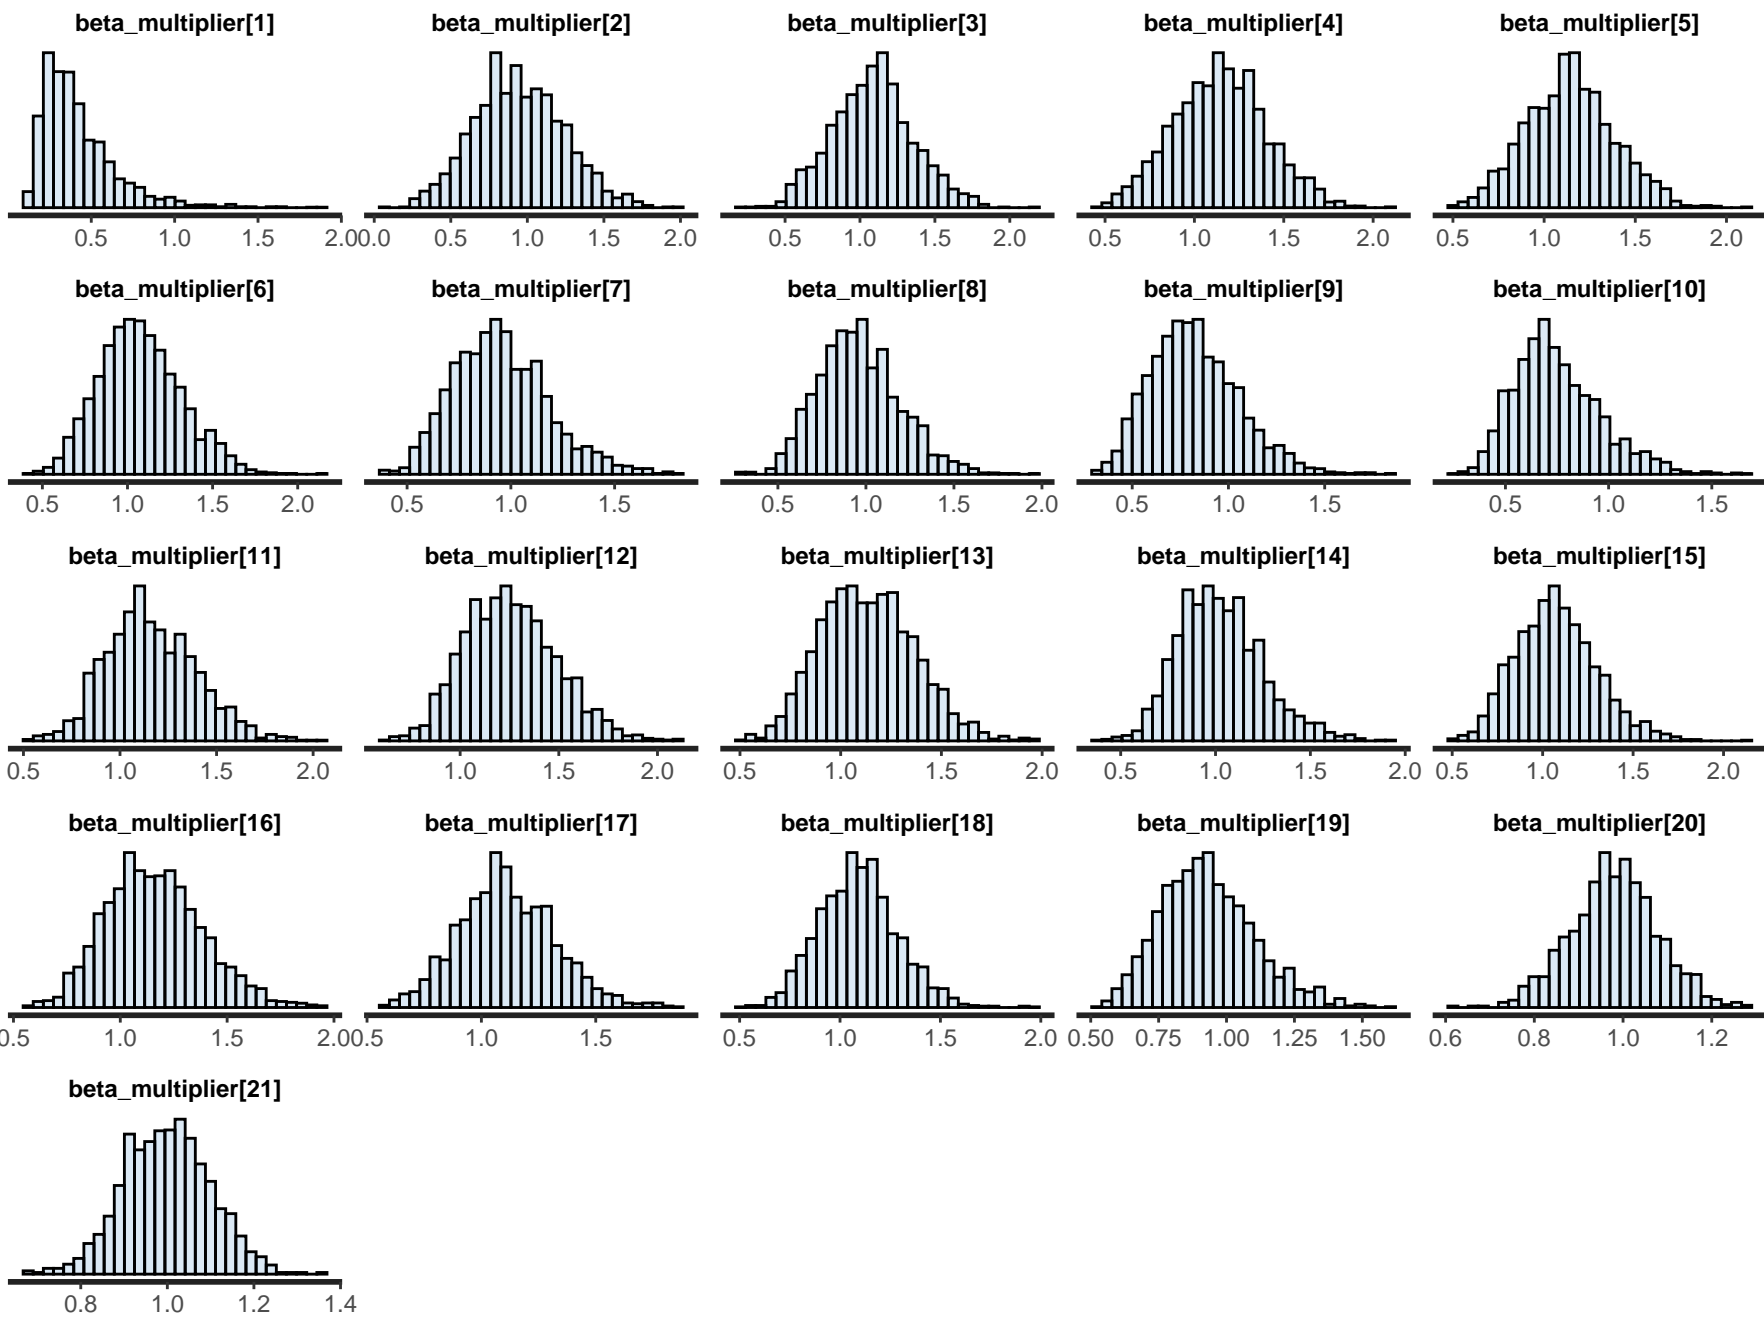 beta_multiplier[1] beta_multiplier[2] beta_multiplier[3] beta_multiplier[4] beta_multiplier[5]
0.5 1.0 1.5 2.0 0.0 0.5 1.0 1.5 2.0 0.5 1.0 1.5 2.0 0.5 1.0 1.5 2.0 0.5 1.0 1.5 2.0
beta_multiplier[6] beta_multiplier[7] beta_multiplier[8] beta_multiplier[9] beta_multiplier[10]
0.5 1.0 1.5 2.0 0.5 1.0 1.5 0.5 1.0 1.5 2.0 0.5 1.0 1.5 0.5 1.0 1.5
beta_multiplier[11] beta_multiplier[12] beta_multiplier[13] beta_multiplier[14] beta_multiplier[15]
0.5 1.0 1.5 2.0 1.0 1.5 2.0 0.5 1.0 1.5 2.0 0.5 1.0 1.5 2.0 0.5 1.0 1.5 2.0
beta_multiplier[16] beta_multiplier[17] beta_multiplier[18] beta_multiplier[19] beta_multiplier[20]
0.5 1.0 1.5 2.0 0.5 1.0 1.5 0.5 1.0 1.5 2.0 0.50 0.75 1.00 1.25 1.50 0.6 0.8 1.0 1.2
beta_multiplier[21]
0.8 1.0 1.2 1.4